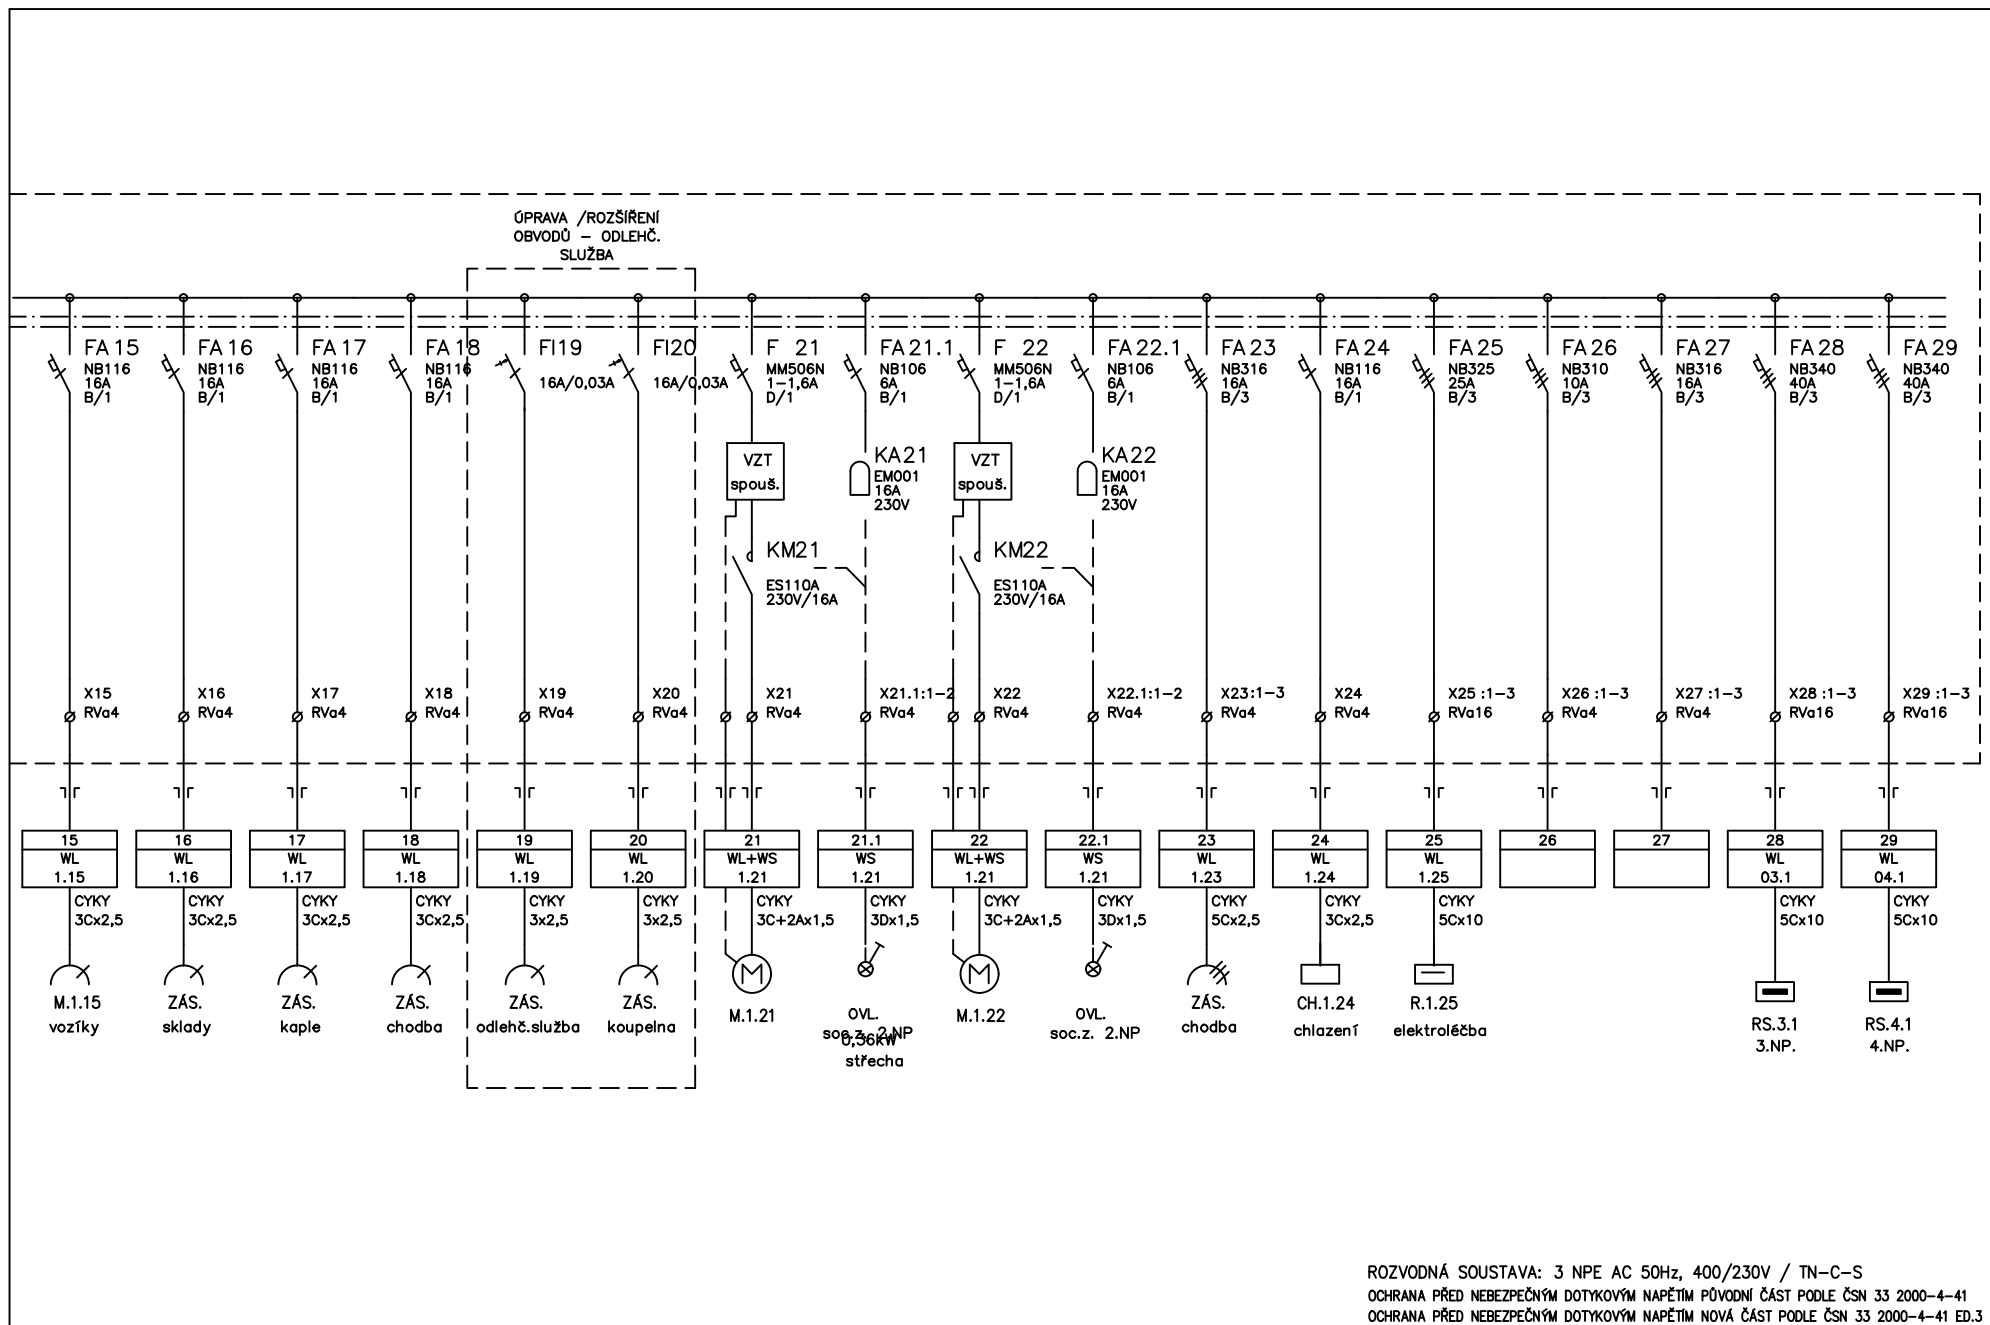 ÚPRAVA /ROZŠÍŘENÍ
OBVODŮ – ODLEHČ.
SLUŽBA
FA 15
NB116
16A
B/1
FA 16
NB116
16A
B/1
FA 17
NB116
16A
B/1
FA 18
NB116
16A
B/1
FI19
16A/0,03A
FI20
16A/0,03A
F 21
MM506N
1-1,6A
D/1
FA 21.1
NB106
6A
B/1
F 22
MM506N
1-1,6A
D/1
FA 22.1
NB106
6A
B/1
FA 23
NB316
16A
B/3
FA 24
NB116
16A
B/1
FA 25
NB325
25A
B/3
FA 26
NB310
10A
B/3
FA 27
NB316
16A
B/3
FA 28
NB340
40A
B/3
FA 29
NB340
40A
B/3
VZT
spouš.
KA21
EM001
16A
230V
VZT
spouš.
KA22
EM001
16A
230V
KM21
ES110A
230V/16A
KM22
ES110A
230V/16A
X15
RVa4
X16
RVa4
X17
RVa4
X18
RVa4
X19
RVa4
X20
RVa4
X21
RVa4
X21.1:1-2
RVa4
X22
RVa4
X22.1:1-2
RVa4
X23:1-3
RVa4
X24
RVa4
X25 :1-3
RVa16
X26 :1-3
RVa4
X27 :1-3
RVa4
X28 :1-3
RVa16
X29 :1-3
RVa16
15
WL
1.15
16
WL
1.16
17
WL
1.17
18
WL
1.18
19
WL
1.19
20
WL
1.20
21
WL+WS
1.21
21.1
WS
1.21
22
WL+WS
1.21
22.1
WS
1.21
23
WL
1.23
24
WL
1.24
25
WL
1.25
26
27
28
WL
03.1
29
WL
04.1
CYKY
3Cx2,5
CYKY
3Cx2,5
CYKY
3Cx2,5
CYKY
3Cx2,5
CYKY
3x2,5
CYKY
3x2,5
CYKY
3C+2Ax1,5
CYKY
3Dx1,5
CYKY
3C+2Ax1,5
CYKY
3Dx1,5
CYKY
5Cx2,5
CYKY
3Cx2,5
CYKY
5Cx10
CYKY
5Cx10
CYKY
5Cx10
M.1.15
vozíky
ZÁS.
sklady
ZÁS.
kaple
ZÁS.
chodba
ZÁS.
odlehč.služba
ZÁS.
koupelna
M
M.1.21
OVL.
soc.z. 2.NP
0,36kW
střecha
M
M.1.22
OVL.
soc.z. 2.NP
ZÁS.
chodba
CH.1.24
chlazení
R.1.25
elektroléčba
RS.3.1
3.NP.
RS.4.1
4.NP.
ROZVODNÁ SOUSTAVA: 3 NPE AC 50Hz, 400/230V / TN-C-S
OCHRANA PŘED NEBEZPEČNÝM DOTYKOVÝM NAPĚTÍM PŮVODNÍ ČÁST PODLE ČSN 33 2000-4-41
OCHRANA PŘED NEBEZPEČNÝM DOTYKOVÝM NAPĚTÍM NOVÁ ČÁST PODLE ČSN 33 2000-4-41 ED.3